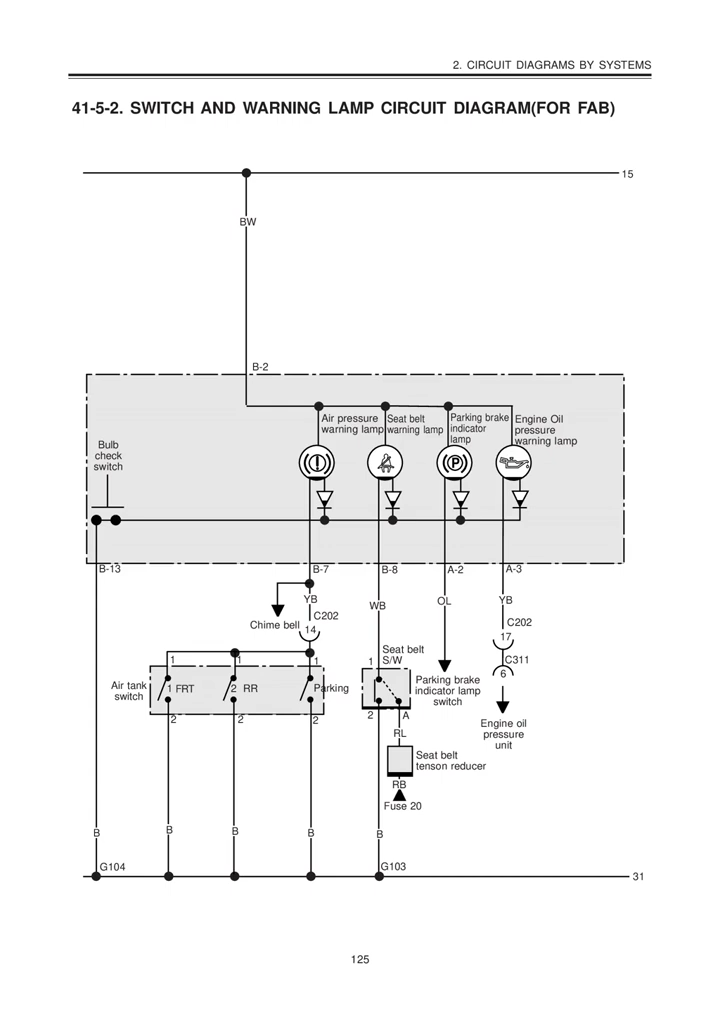 2. CIRCUIT DIAGRAMS BY SYSTEMS
41-5-2. SWITCH AND WARNING LAMP CIRCUIT DIAGRAM(FOR FAB)
15
BW
B-2
Air pressure
warning lamp
Seat belt
warning lamp
Parking brake
indicator
lamp
Engine Oil
pressure
warning lamp
Bulb
check
switch
P
B-13
B-7
B-8
A-2
A-3
YB
WB
OL
YB
Chime bell
C202
14
C202
17
C311
6
Seat belt
S/W
1
1
1
1
Air tank
switch
1 FRT
2 RR
Parking
Parking brake
indicator lamp
switch
2
2
2
2
A
Engine oil
pressure
unit
RL
Seat belt
tenson reducer
RB
Fuse 20
B
B
B
B
B
G104
G103
31
125